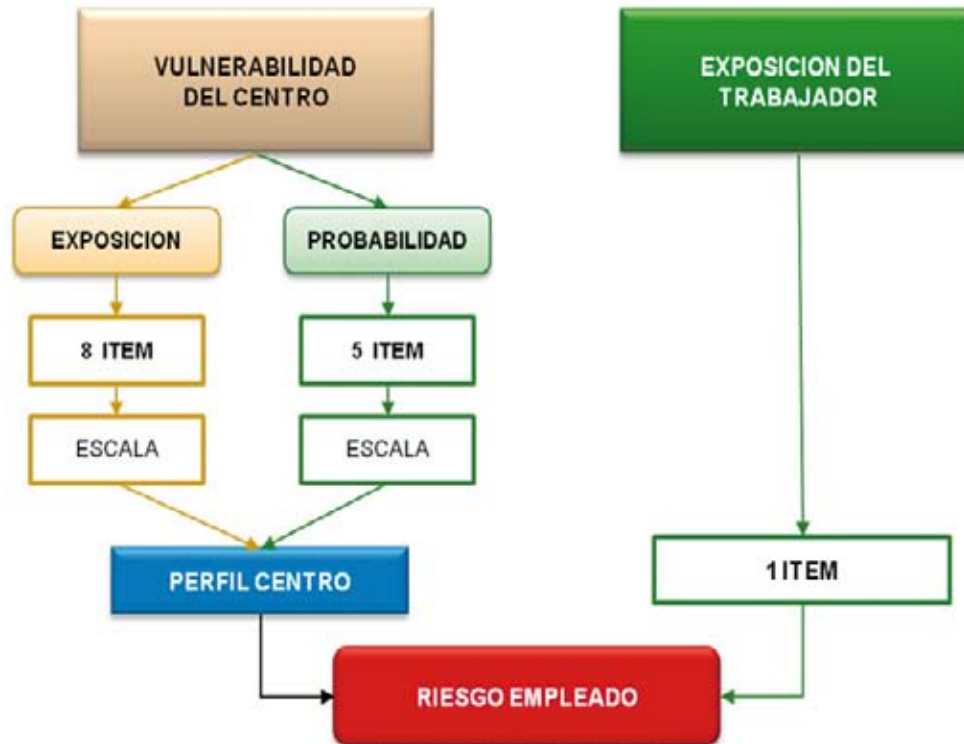 VULNERABILIDAD
DEL CENTRO
EXPOSICION DEL
TRABAJADOR
EXPOSICION
PROBABILIDAD
8 ITEM
5 ITEM
ESCALA
ESCALA
PERFIL CENTRO
1 ITEM
RIESGO EMPLEADO